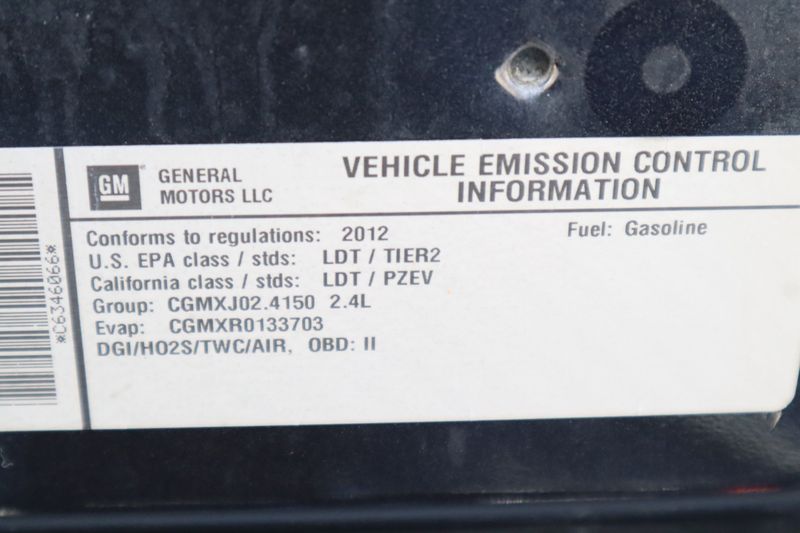 GM
GENERAL
MOTORS LLC
VEHICLE EMISSION CONTROL
INFORMATION
Conforms to regulations: 2012 Fuel: Gasoline
U.S. EPA class / stds: LDT / TIER2
California class / stds: LDT / PZEV
Group: CGMXJ02.4150 2.4L
Evap: CGMXR0133703
DGI/HO2S/TWC/AIR, OBD: II
*C6346066*